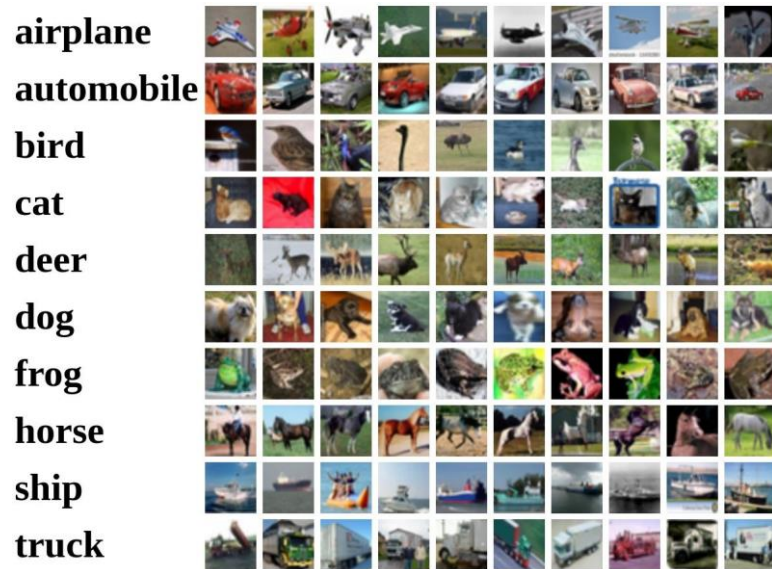 airplane
automobile
bird
cat
deer
dog
frog
horse
ship
truck